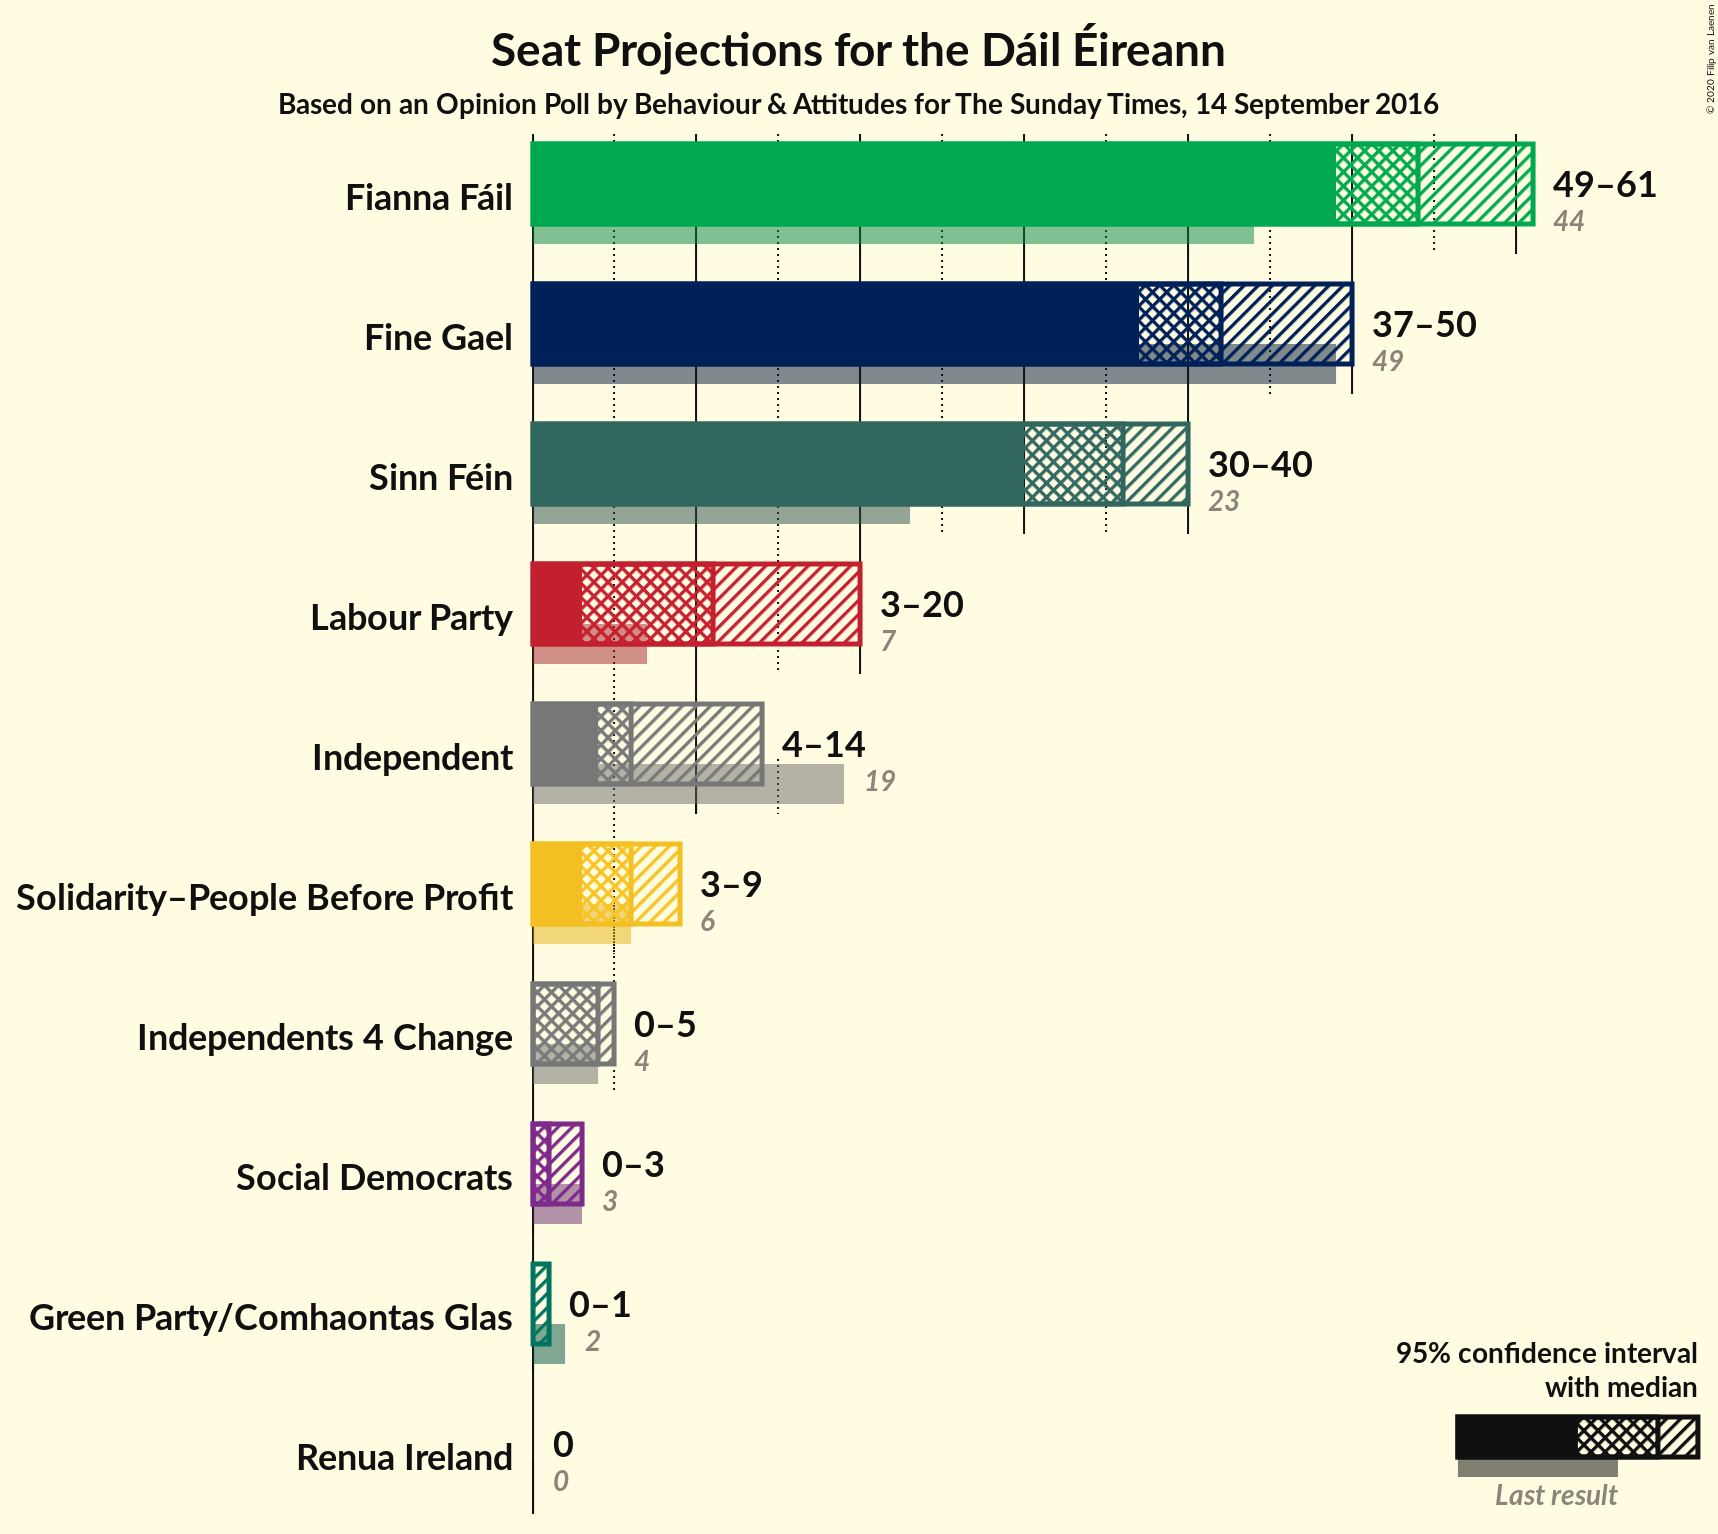 Seat Projections for the Dáil Éireann
Based on an Opinion Poll by Behaviour & Attitudes for The Sunday Times, 14 September 2016
© 2020 Filip van Laenen
Fianna Fáil
49–61
44
Fine Gael
37–50
49
Sinn Féin
30–40
23
Labour Party
3–20
7
Independent
4–14
19
Solidarity–People Before Profit
3–9
6
Independents 4 Change
0–5
4
Social Democrats
0–3
3
Green Party/Comhaontas Glas
0–1
2
Renua Ireland
0
0
95% confidence interval
with median
Last result